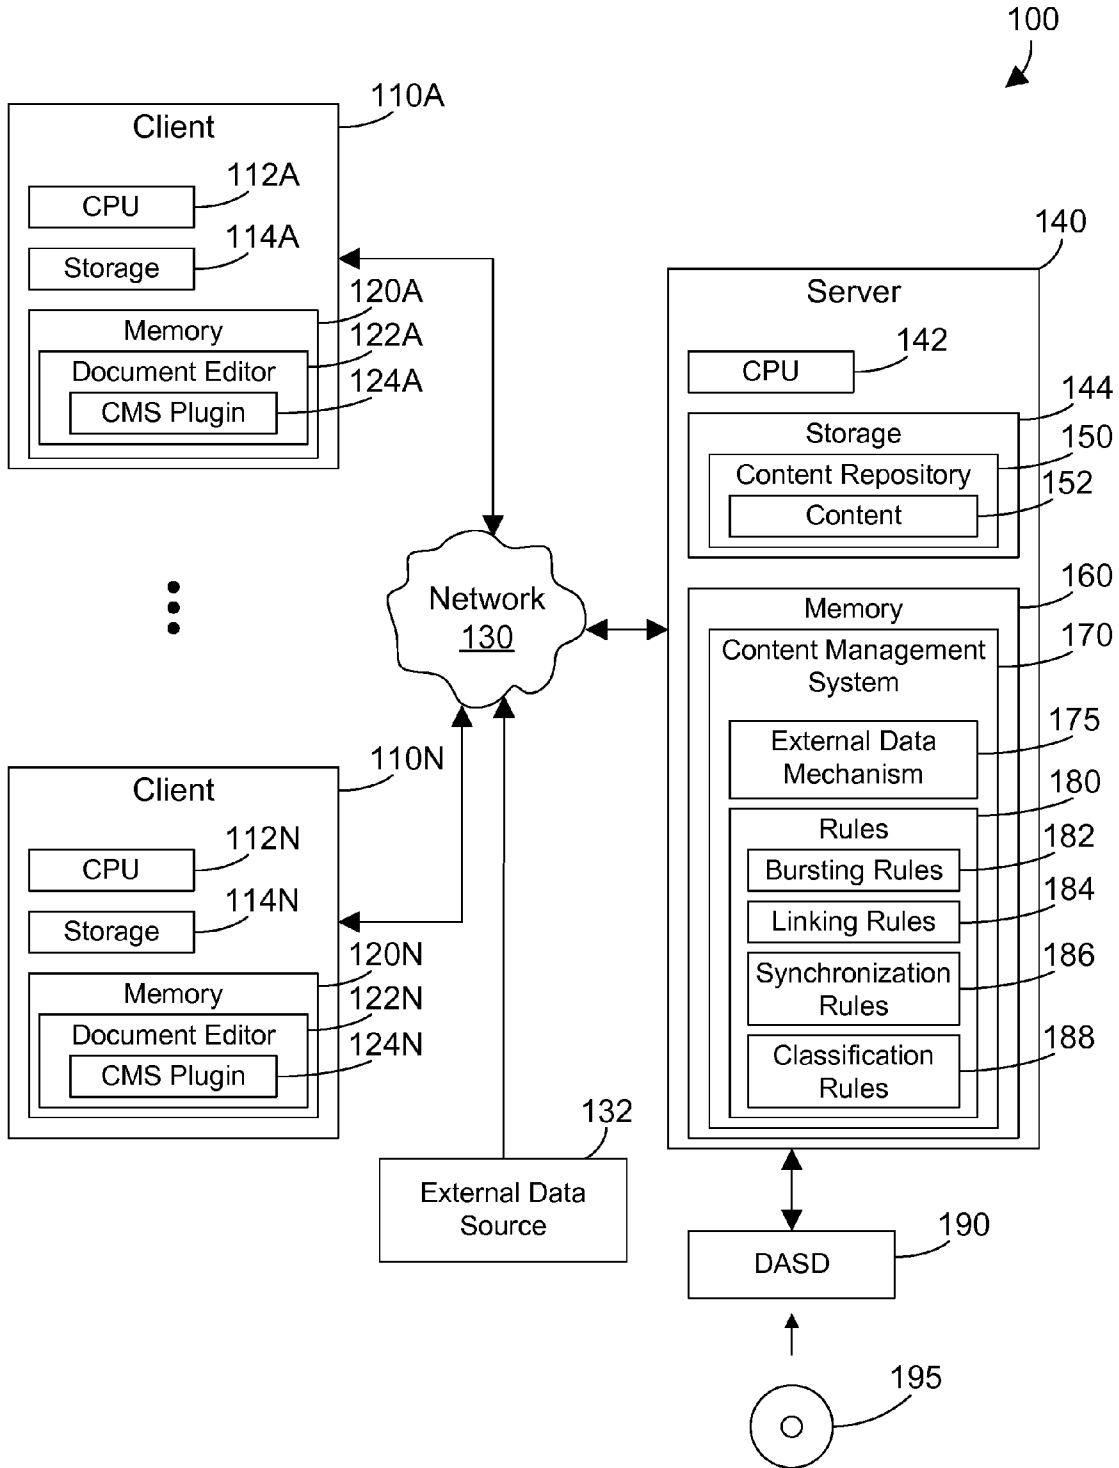 100
110A
Client
112A
CPU
114A
Storage
120A
Memory
122A
Document Editor
124A
CMS Plugin
Network
130
110N
Client
112N
CPU
114N
Storage
120N
Memory
122N
Document Editor
124N
CMS Plugin
132
External Data
Source
140
Server
142
CPU
144
Storage
150
Content Repository
152
Content
160
Memory
170
Content Management
System
175
External Data
Mechanism
180
Rules
182
Bursting Rules
184
Linking Rules
186
Synchronization
Rules
188
Classification
Rules
190
DASD
195